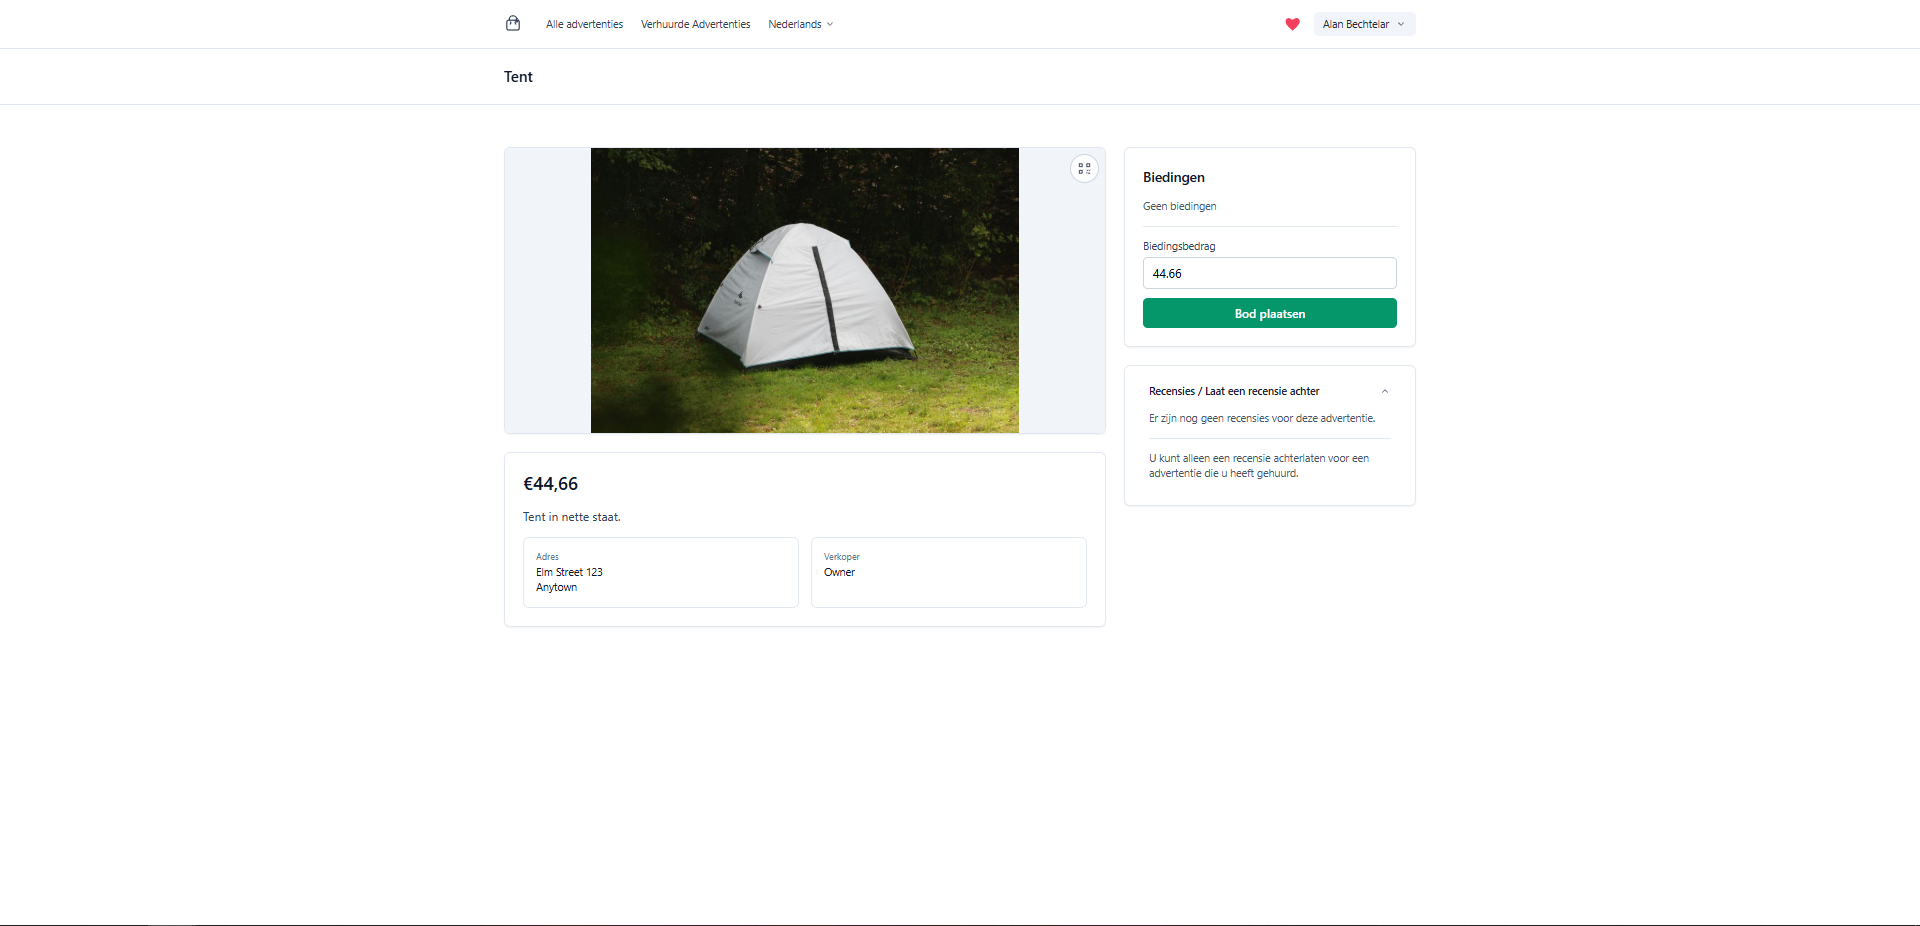 Alle advertenties
Verhuurde Advertenties
Nederlands
Alan Bechtelar
Tent
€44,66
Tent in nette staat.
Adres
Elm Street 123
Anytown
Verkoper
Owner
Biedingen
Geen biedingen
Biedingsbedrag
44.66
Bod plaatsen
Recensies / Laat een recensie achter
Er zijn nog geen recensies voor deze advertentie.
U kunt alleen een recensie achterlaten voor een
advertentie die u heeft gehuurd.